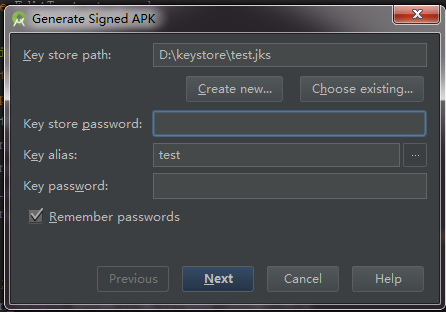 Generate Signed APK
Key store path: D:\keystore\test.jks
Create new... Choose existing...
Key store password:
Key alias: test ...
Key password:
Remember passwords
Previous Next Cancel Help